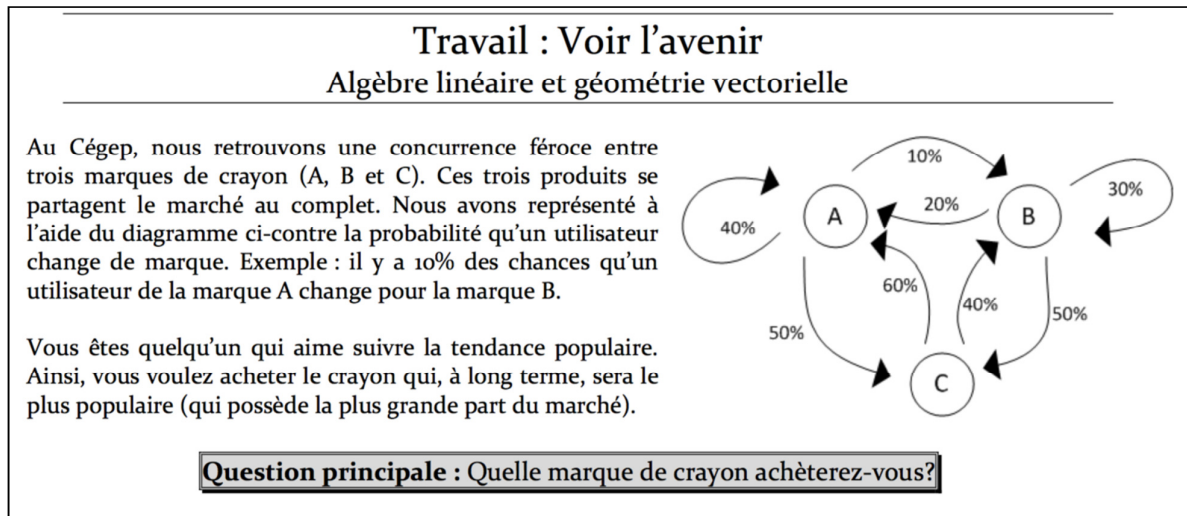 Travail : Voir l’avenir
Algèbre linéaire et géométrie vectorielle
Au Cégep, nous retrouvons une concurrence féroce entre
trois marques de crayon (A, B et C). Ces trois produits se
partagent le marché au complet. Nous avons représenté à
l’aide du diagramme ci-contre la probabilité qu’un utilisateur
change de marque. Exemple : il y a 10% des chances qu’un
utilisateur de la marque A change pour la marque B.
Vous êtes quelqu’un qui aime suivre la tendance populaire.
Ainsi, vous voulez acheter le crayon qui, à long terme, sera le
plus populaire (qui possède la plus grande part du marché).
10%
30%
A
20%
B
40%
60%
40%
50%
50%
C
Question principale : Quelle marque de crayon achèterez-vous?